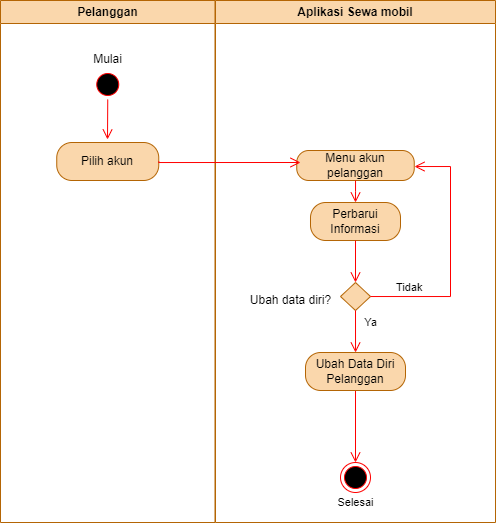 Pelanggan
Aplikasi Sewa mobil
Mulai
Pilih akun
Menu akun
pelanggan
Perbarui
Informasi
Ubah data diri?
Tidak
Ya
Ubah Data Diri
Pelanggan
Selesai